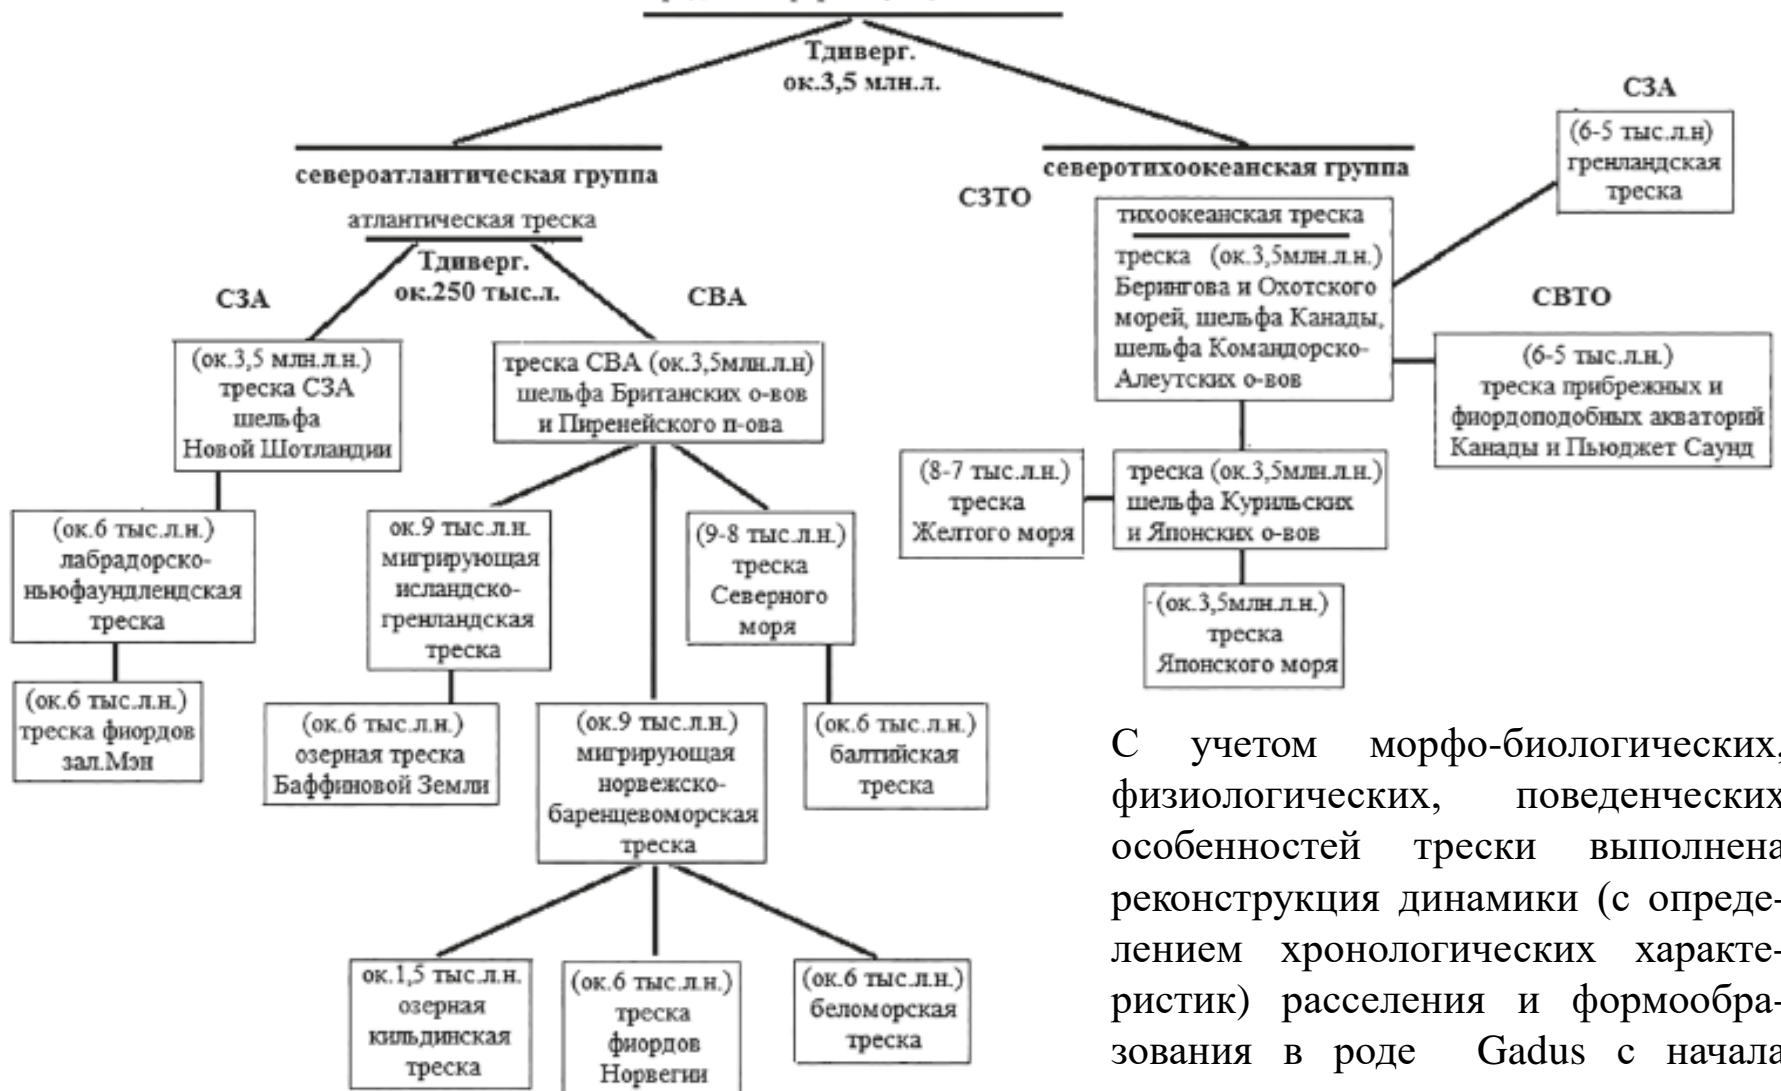 Тдиверг.
ок.3,5 млн.л.
североатлантическая группа
атлантическая треска
Тдиверг.
ок.250 тыс.л.
СЗА
(ок.3,5 млн.л.н.)
треска СЗА
шельфа
Новой Шотландии
(ок.6 тыс.л.н.)
лабрадорско-
ньюфаундлендская
треска
(ок.6 тыс.л.н.)
треска фиордов
зал.Мэн
СВА
треска СВА (ок.3,5млн.л.н)
шельфа Британских о-вов
и Пиренейского п-ова
ок.9 тыс.л.н.
мигрирующая
исландско-
гренландская
треска
(ок.6 тыс.л.н.)
озерная треска
Баффиновой Земли
(9-8 тыс.л.н.)
треска
Северного
моря
(ок.6 тыс.л.н.)
балтийская
треска
(ок.9 тыс.л.н.)
мигрирующая
норвежско-
баренцевоморская
треска
ок.1,5 тыс.л.н.
озерная
кильдинская
треска
(ок.6 тыс.л.н.)
треска
фиордов
Норвегии
(ок.6 тыс.л.н.)
беломорская
треска
северотихоокеанская группа
СЗТО
тихоокеанская треска
треска (ок.3,5млн.л.н.)
Берингова и Охотского
морей, шельфа Канады,
шельфа Командорско-
Алеутских о-вов
СЗА
(6-5 тыс.л.н)
гренландская
треска
СВТО
(6-5 тыс.л.н.)
треска прибрежных и
фиордоподобных акваторий
Канады и Пьюджет Саунд
(8-7 тыс.л.н.)
треска
Желтого моря
треска (ок.3,5млн.л.н.)
шельфа Курильских
и Японских о-вов
(ок.3,5млн.л.н.)
треска
Японского моря
С учетом морфо-биологических,
физиологических, поведенческих
особенностей трески выполнена
реконструкция динамики (с опреде-
лением хронологических характе-
ристик) расселения и формообра-
зования в роде Gadus с начала